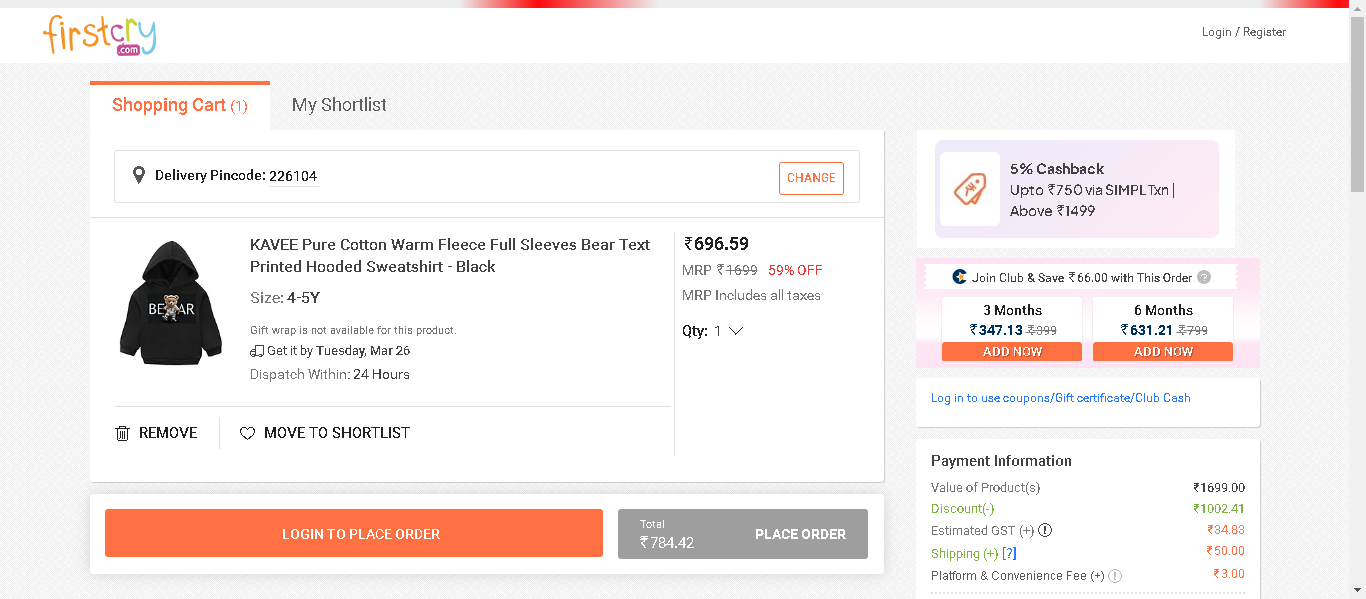 firstcry
.com
Login / Register
Shopping Cart (1)
My Shortlist
Delivery Pincode: 226104
CHANGE
KAVEE Pure Cotton Warm Fleece Full Sleeves Bear Text
Printed Hooded Sweatshirt - Black
Size: 4-5Y
Gift wrap is not available for this product.
Get it by Tuesday, Mar 26
Dispatch Within: 24 Hours
BEAR
₹696.59
MRP ₹1699 59% OFF
MRP Includes all taxes
Qty: 1
REMOVE
MOVE TO SHORTLIST
LOGIN TO PLACE ORDER
Total
₹784.42
PLACE ORDER
5% Cashback
Upto ₹750 via SIMPL Txn |
Above ₹1499
Join Club & Save ₹66.00 with This Order ?
3 Months
₹347.13 ₹399
ADD NOW
6 Months
₹631.21 ₹799
ADD NOW
Log in to use coupons/Gift certificate/Club Cash
Payment Information
Value of Product(s) ₹1699.00
Discount(-) ₹1002.41
Estimated GST (+) ₹34.83
Shipping (+) [?] ₹50.00
Platform & Convenience Fee (+) ₹3.00